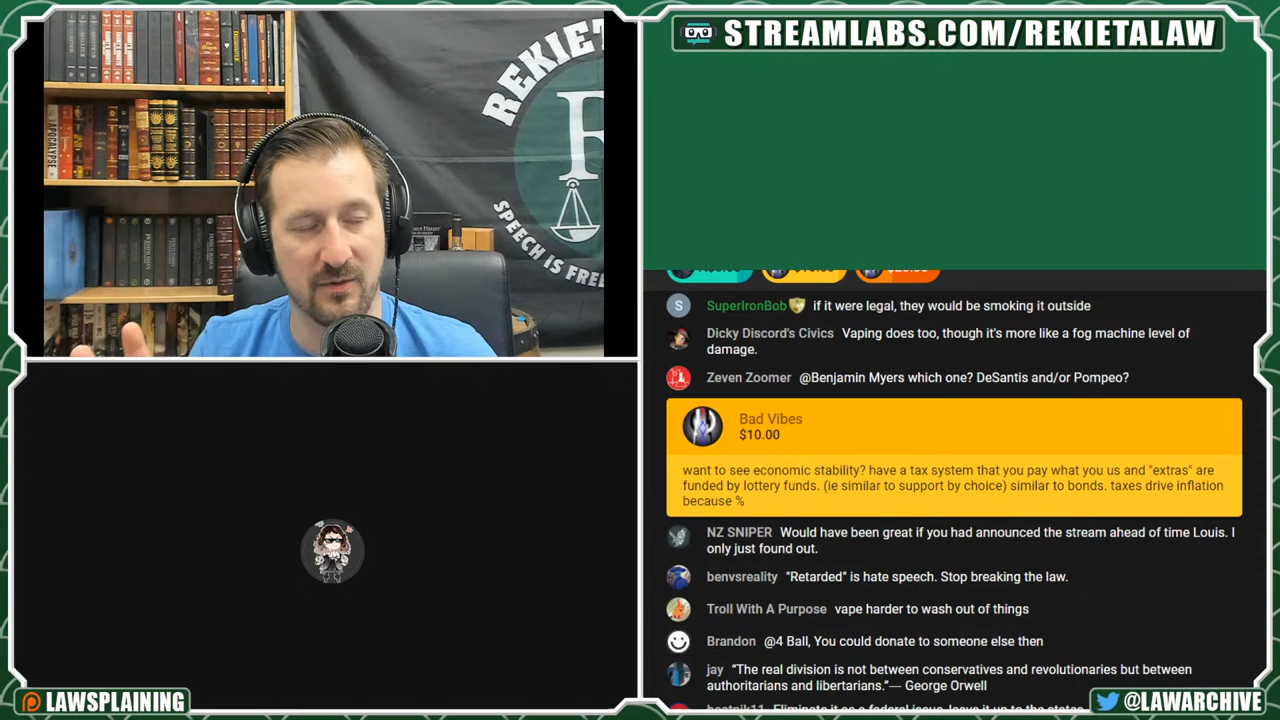 STREAMLABS.COM/REKIETALAW
REKIETA
SPEECH IS FREE
APOCALYPSE
SuperIronBob if it were legal, they would be smoking it outside
Dicky Discord's Civics Vaping does too, though it's more like a fog machine level of
damage.
Zeven Zoomer @Benjamin Myers which one? DeSantis and/or Pompeo?
Bad Vibes
$10.00
want to see economic stability? have a tax system that you pay what you us and "extras" are
funded by lottery funds. (ie similar to support by choice) similar to bonds. taxes drive inflation
because %
NZ SNIPER Would have been great if you had announced the stream ahead of time Louis. I
only just found out.
benvsreality "Retarded" is hate speech. Stop breaking the law.
Troll With A Purpose vape harder to wash out of things
Brandon @4 Ball, You could donate to someone else then
jay “The real division is not between conservatives and revolutionaries but between
authoritarians and libertarians.”— George Orwell
LAWSPLAINING
@LAWARCHIVE